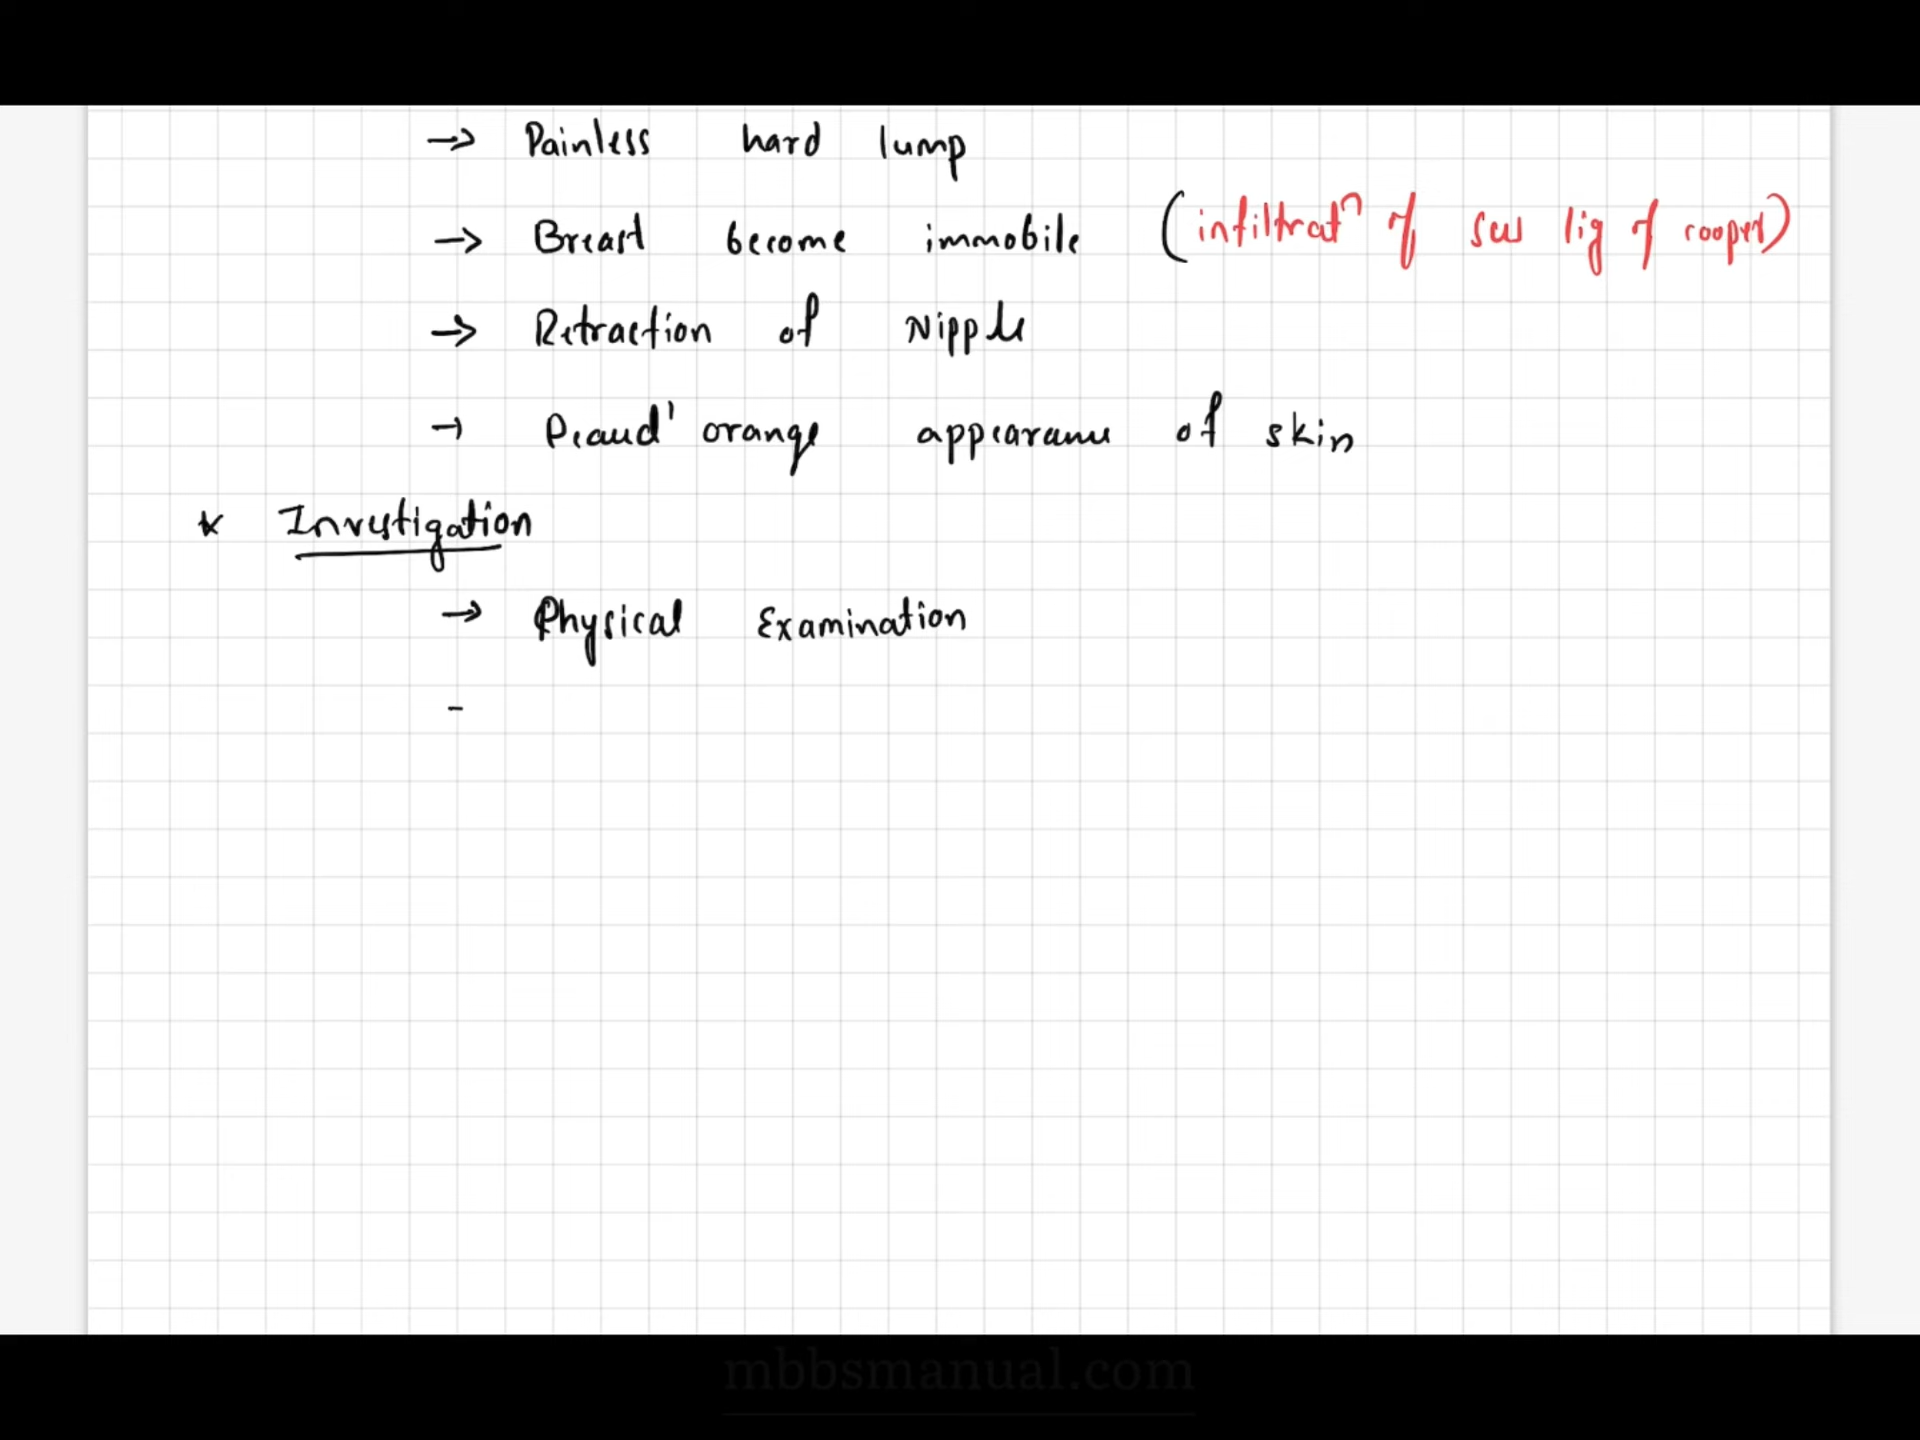 → Painless hard lump
→ Breast become immobile (infiltratⁿ of sus lig of cooper)
→ Retraction of Nipple
→ Peaud' orange appearance of skin
* Investigation
→ Physical Examination
-
mbbsmanual.com